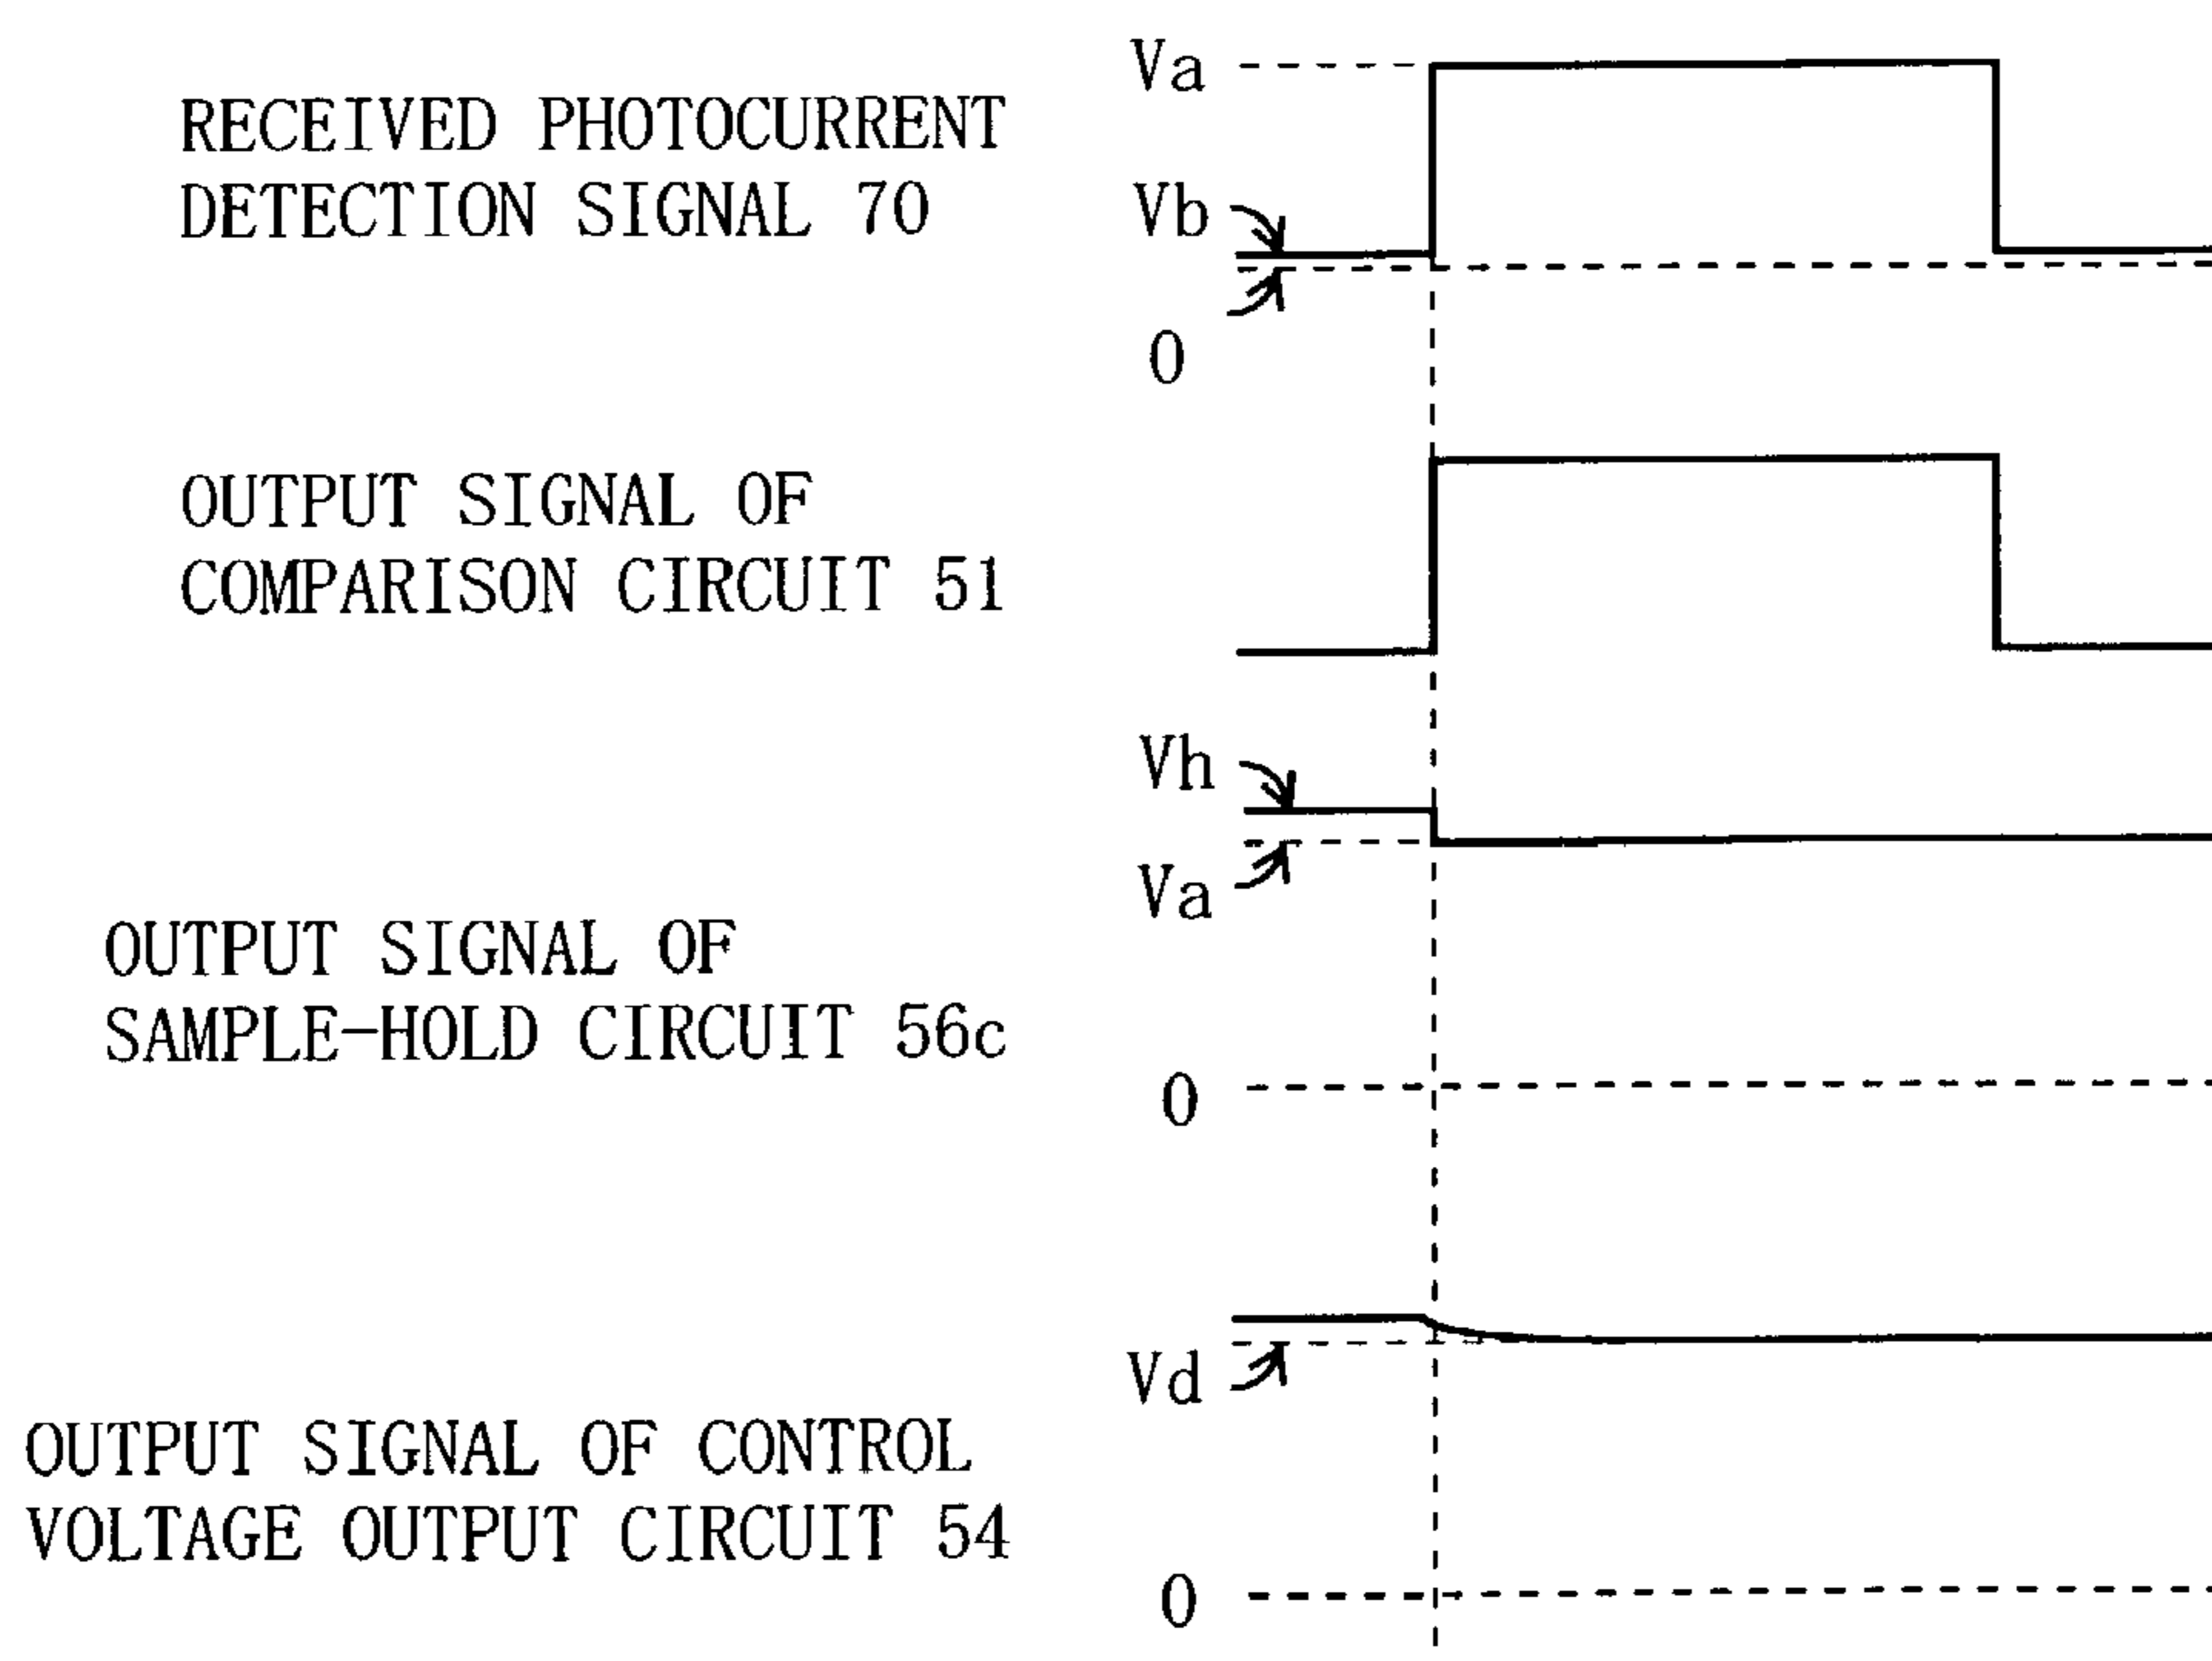 Va
RECEIVED PHOTOCURRENT
DETECTION SIGNAL 70
Vb
0
OUTPUT SIGNAL OF
COMPARISON CIRCUIT 51
Vh
Va
OUTPUT SIGNAL OF
SAMPLE-HOLD CIRCUIT 56c
0
Vd
OUTPUT SIGNAL OF CONTROL
VOLTAGE OUTPUT CIRCUIT 54
0